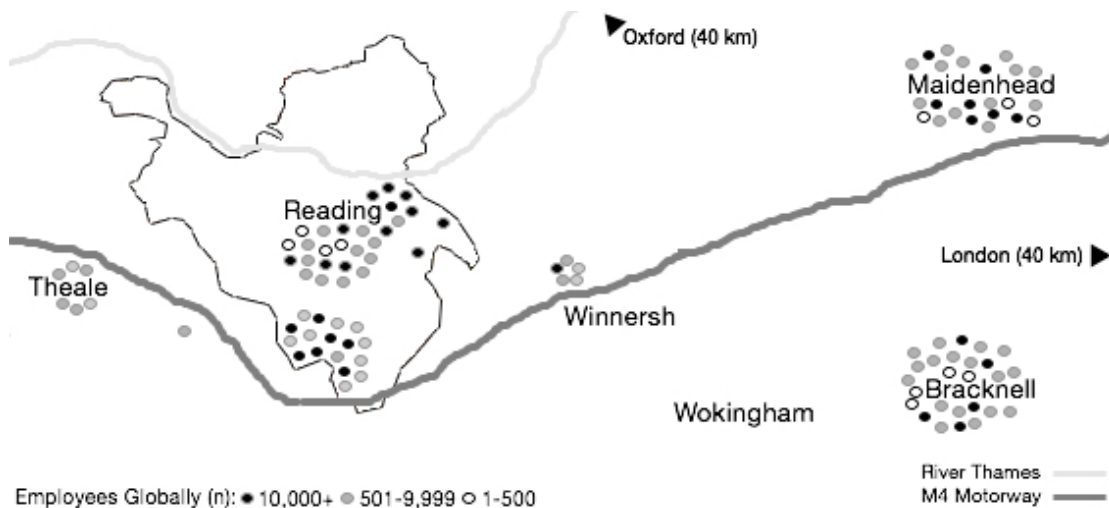 Oxford (40 km)
Maidenhead
Reading
London (40 km)
Theale
Winnersh
Bracknell
Wokingham
River Thames
Employees Globally (n): 10,000+ 501-9,999 1-500
M4 Motorway